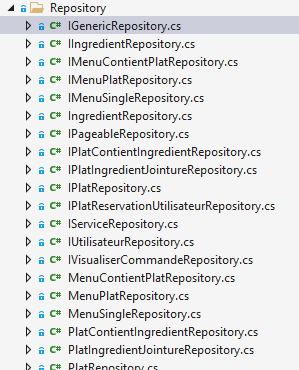 Repository
C# IGenericRepository.cs
C# IIngredientRepository.cs
C# IMenuContientPlatRepository.cs
C# IMenuPlatRepository.cs
C# IMenuSingleRepository.cs
C# IngredientRepository.cs
C# IPageableRepository.cs
C# IPlatContientIngredientRepository.cs
C# IPlatIngredientJointureRepository.cs
C# IPlatRepository.cs
C# IPlatReservationUtilisateurRepository.cs
C# IServiceRepository.cs
C# IUtilisateurRepository.cs
C# IVisualiserCommandeRepository.cs
C# MenuContientPlatRepository.cs
C# MenuPlatRepository.cs
C# MenuSingleRepository.cs
C# PlatContientIngredientRepository.cs
C# PlatIngredientJointureRepository.cs
C# PlatRepository.cs